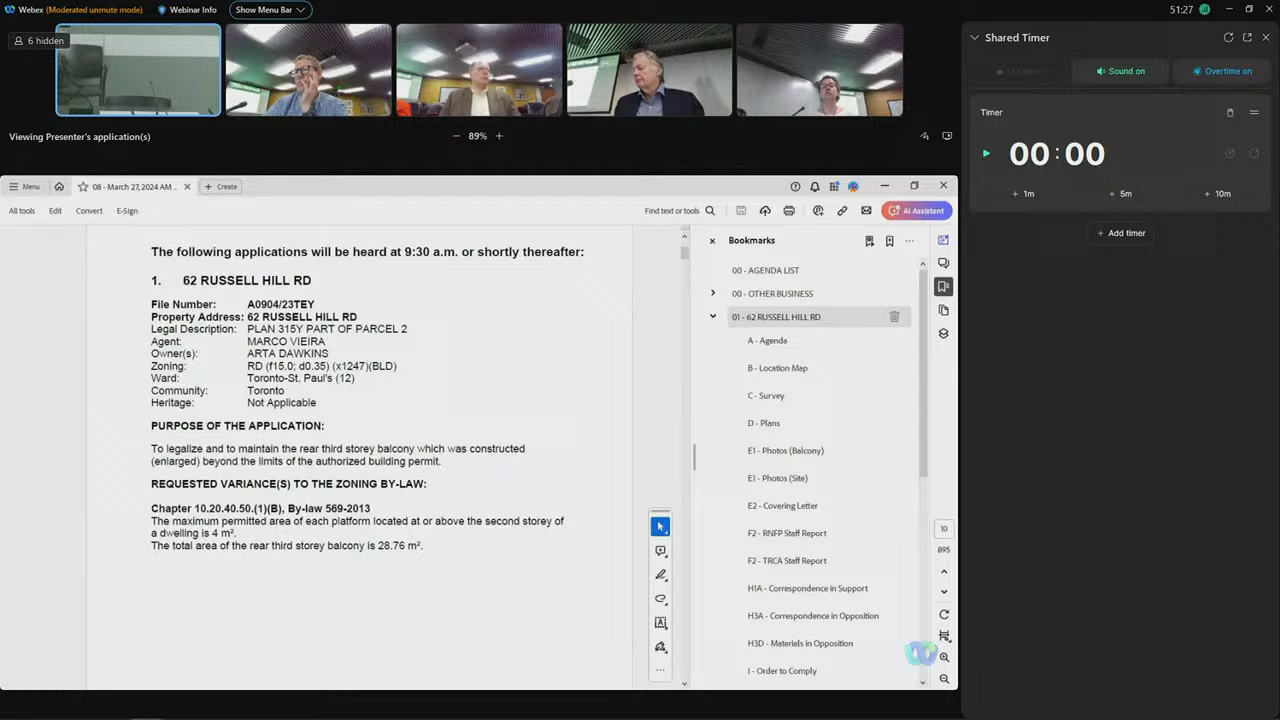 Webex (Moderated unmute mode) Webinar Info Show Menu Bar 51:27
6 hidden
Shared Timer
Sound on Overtime on
Timer
00:00
+ 1m + 5m + 10m
+ Add timer
Viewing Presenter's application(s) − 89% +
Menu 08 - March 27, 2024 AM ... + Create
All tools Edit Convert E-Sign Find text or tools AI Assistant
The following applications will be heard at 9:30 a.m. or shortly thereafter:
1. 62 RUSSELL HILL RD
File Number: A0904/23TEY
Property Address: 62 RUSSELL HILL RD
Legal Description: PLAN 315Y PART OF PARCEL 2
Agent: MARCO VIEIRA
Owner(s): ARTA DAWKINS
Zoning: RD (f15.0; d0.35) (x1247)(BLD)
Ward: Toronto-St. Paul's (12)
Community: Toronto
Heritage: Not Applicable
PURPOSE OF THE APPLICATION:
To legalize and to maintain the rear third storey balcony which was constructed
(enlarged) beyond the limits of the authorized building permit.
REQUESTED VARIANCE(S) TO THE ZONING BY-LAW:
Chapter 10.20.40.50.(1)(B), By-law 569-2013
The maximum permitted area of each platform located at or above the second storey of
a dwelling is 4 m².
The total area of the rear third storey balcony is 28.76 m².
Bookmarks
00 - AGENDA LIST
00 - OTHER BUSINESS
01 - 62 RUSSELL HILL RD
A - Agenda
B - Location Map
C - Survey
D - Plans
E1 - Photos (Balcony)
E1 - Photos (Site)
E2 - Covering Letter
F2 - RNFP Staff Report
F2 - TRCA Staff Report
H1A - Correspondence in Support
H3A - Correspondence in Opposition
H3D - Materials in Opposition
I - Order to Comply
10
895